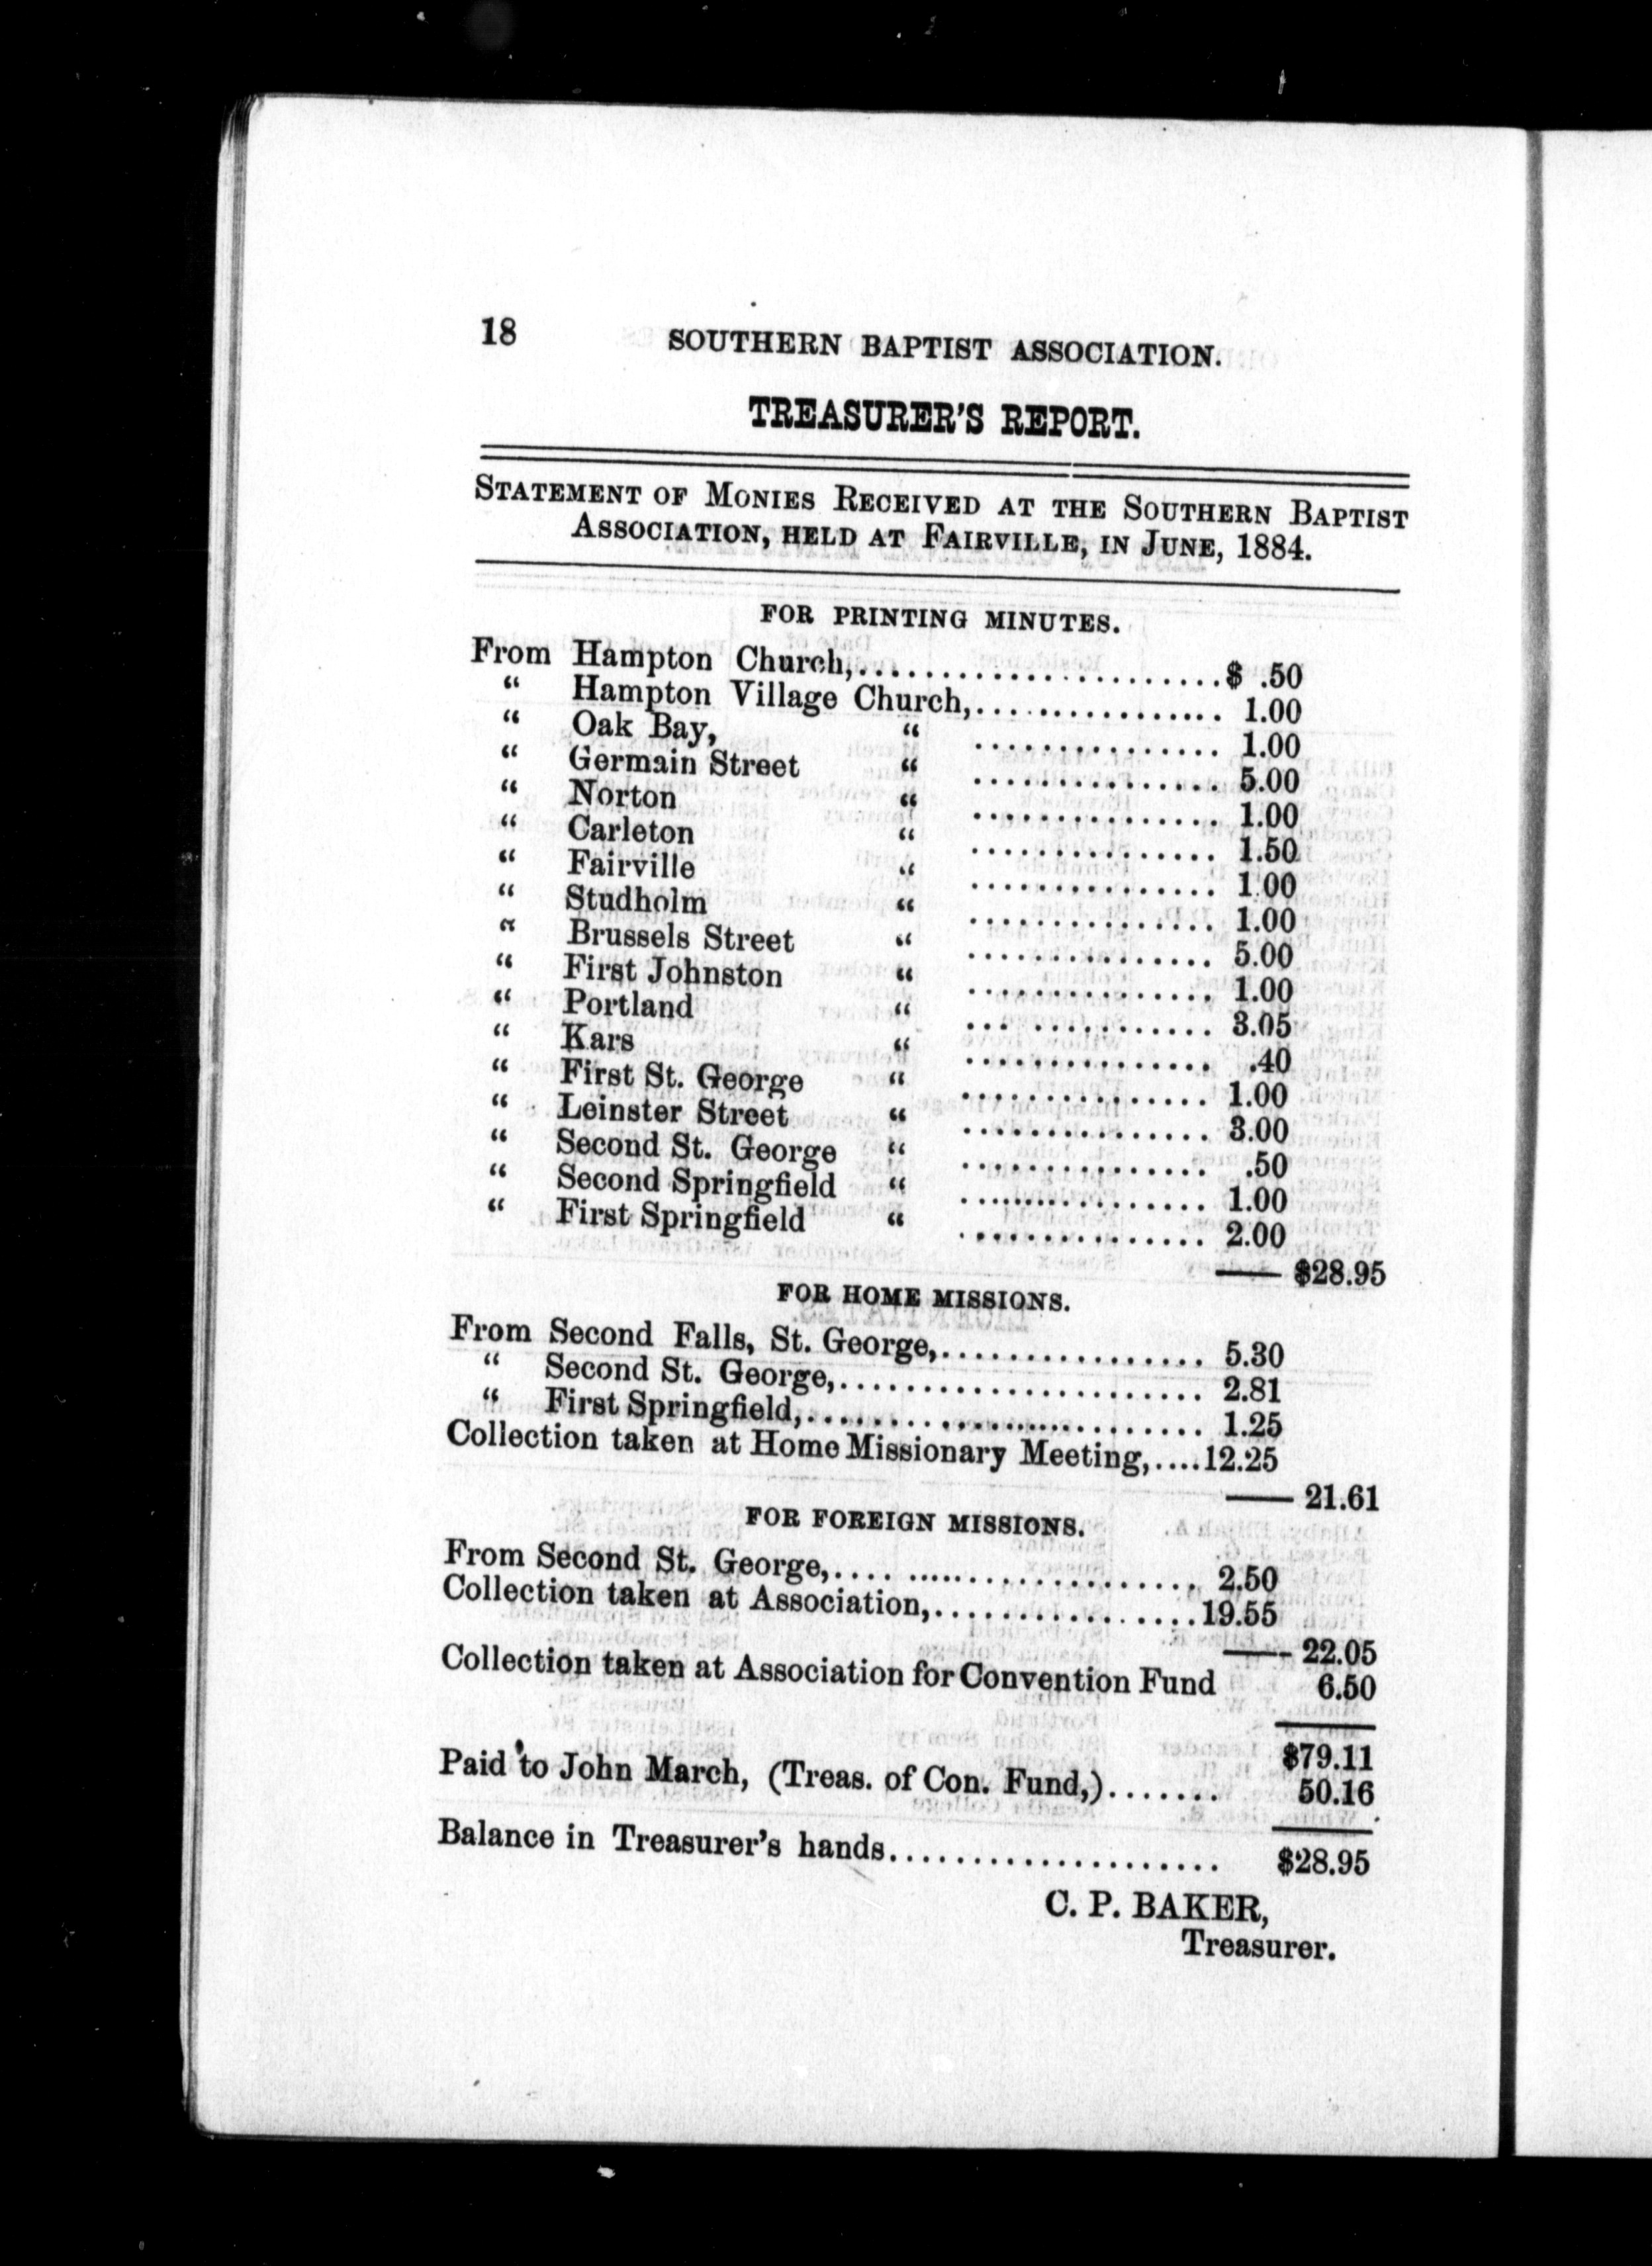 18 SOUTHERN BAPTIST ASSOCIATION.
TREASURER'S REPORT.
STATEMENT OF MONIES RECEIVED AT THE SOUTHERN BAPTIST
ASSOCIATION, HELD AT FAIRVILLE, IN JUNE, 1884.
FOR PRINTING MINUTES.
From Hampton Church,......................$ .50
“ Hampton Village Church,................ 1.00
“ Oak Bay, “ ............... 1.00
“ Germain Street “ ............... 5.00
“ Norton “ ............... 1.00
“ Carleton “ ............... 1.50
“ Fairville “ ............... 1.00
“ Studholm “ ............... 1.00
“ Brussels Street “ ............... 5.00
“ First Johnston “ ............... 1.00
“ Portland “ ............... 3.05
“ Kars “ ............... .40
“ First St. George “ ............... 1.00
“ Leinster Street “ ............... 3.00
“ Second St. George “ ............... .50
“ Second Springfield “ ............... 1.00
“ First Springfield “ ............... 2.00
$28.95
FOR HOME MISSIONS.
From Second Falls, St. George,................ 5.30
“ Second St. George,...................... 2.81
“ First Springfield,........................ 1.25
Collection taken at Home Missionary Meeting,....12.25
21.61
FOR FOREIGN MISSIONS.
From Second St. George,....................... 2.50
Collection taken at Association,................19.55
22.05
Collection taken at Association for Convention Fund 6.50
$79.11
Paid to John March, (Treas. of Con. Fund,)....... 50.16
Balance in Treasurer's hands.................... $28.95
C. P. BAKER,
Treasurer.